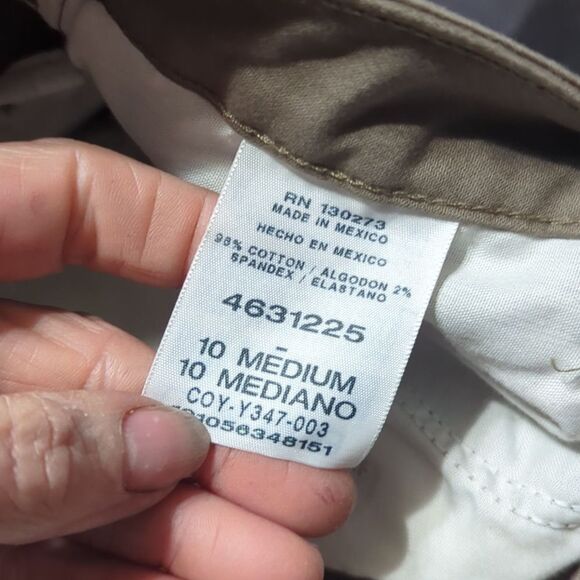 RN 130273
MADE IN MEXICO
HECHO EN MEXICO
98% COTTON / ALGODON 2%
SPANDEX / ELASTANO
4631225
-
10 MEDIUM
10 MEDIANO
COY-Y347-003